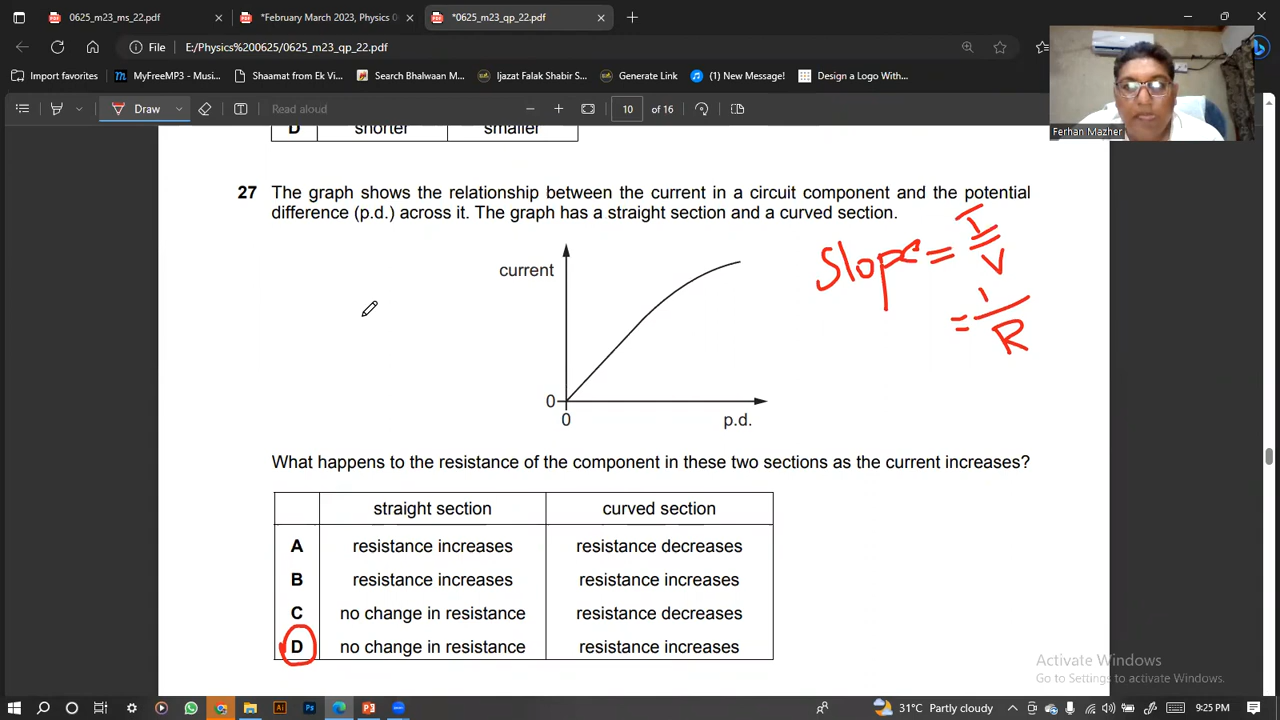 0625_m23_ms_22.pdf
*February March 2023, Physics 0
*0625_m23_qp_22.pdf
File
E:/Physics%200625/0625_m23_qp_22.pdf
Import favorites
MyFreeMP3 - Musi...
Shaamat from Ek Vi...
Search Bhalwaan M...
Ijazat Falak Shabir S...
Generate Link
(1) New Message!
Design a Logo With...
Draw
Read aloud
10 of 16
Ferhan Mazher
D shorter smaller
27 The graph shows the relationship between the current in a circuit component and the potential
difference (p.d.) across it. The graph has a straight section and a curved section.
current
0
0
p.d.
Slope = I/V
= 1/R
What happens to the resistance of the component in these two sections as the current increases?
straight section curved section
A resistance increases resistance decreases
B resistance increases resistance increases
C no change in resistance resistance decreases
D no change in resistance resistance increases
Activate Windows
Go to Settings to activate Windows.
31°C Partly cloudy
ENG
9:25 PM